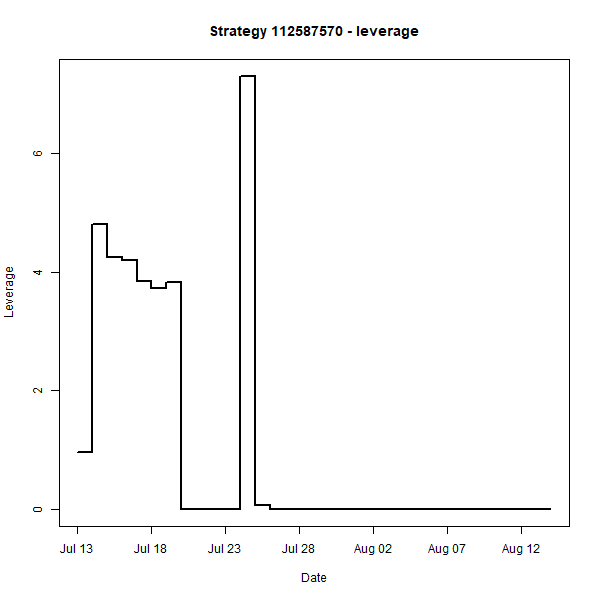 Strategy 112587570 - leverage
6
4
2
0
Leverage
Jul 13
Jul 18
Jul 23
Jul 28
Aug 02
Aug 07
Aug 12
Date